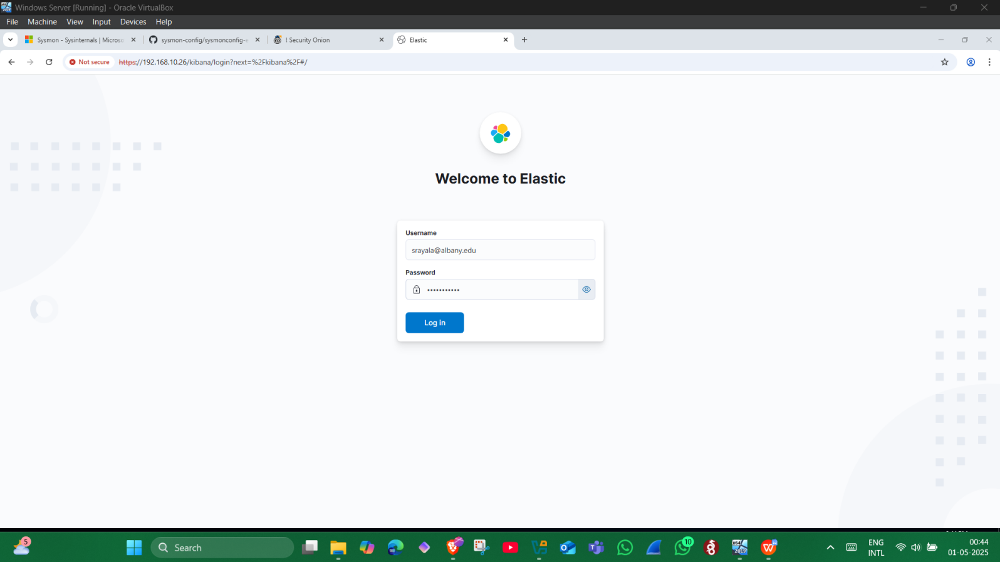 Windows Server [Running] - Oracle VirtualBox
File Machine View Input Devices Help
Sysmon - Sysinternals | Microso
sysmon-config/sysmonconfig-e
! Security Onion
Elastic
Not secure https://192.168.10.26/kibana/login?next=%2Fkibana%2F#/
Welcome to Elastic
Username
srayala@albany.edu
Password
•••••••••••
Log in
5
Search
10
X64
2019
ENG
INTL
00:44
01-05-2025